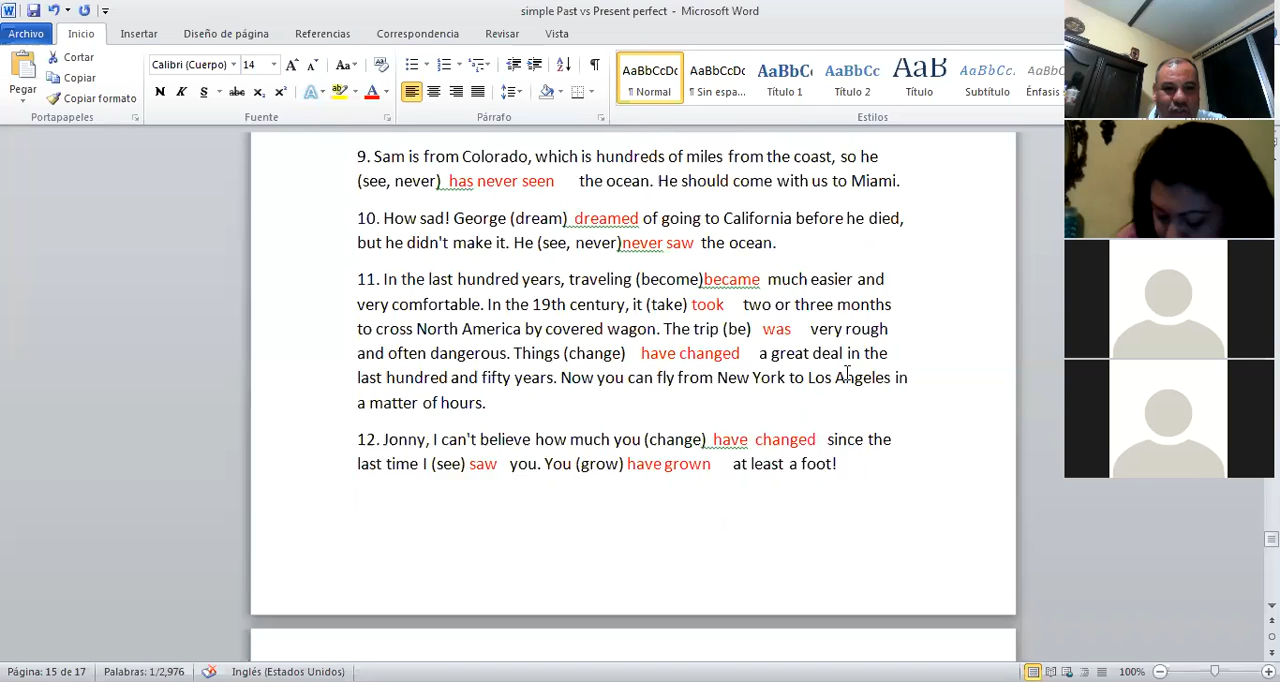 simple Past vs Present perfect - Microsoft Word
Archivo Inicio Insertar Diseño de página Referencias Correspondencia Revisar Vista
Cortar
Copiar
Copiar formato
Pegar
Portapapeles
Calibri (Cuerpo) 14
N K S abc x₂ x²
Fuente
Párrafo
AaBbCcDc AaBbCcDc AaBbC AaBbCc AaB AaBbCc. AaBbCcDc
¶ Normal ¶ Sin espa... Título 1 Título 2 Título Subtítulo Énfasis
Estilos
9. Sam is from Colorado, which is hundreds of miles from the coast, so he
(see, never) has never seen the ocean. He should come with us to Miami.
10. How sad! George (dream) dreamed of going to California before he died,
but he didn't make it. He (see, never)never saw the ocean.
11. In the last hundred years, traveling (become)became much easier and
very comfortable. In the 19th century, it (take) took two or three months
to cross North America by covered wagon. The trip (be) was very rough
and often dangerous. Things (change) have changed a great deal in the
last hundred and fifty years. Now you can fly from New York to Los Angeles in
a matter of hours.
12. Jonny, I can't believe how much you (change) have changed since the
last time I (see) saw you. You (grow) have grown at least a foot!
Página: 15 de 17 Palabras: 1/2,976 Inglés (Estados Unidos) 100%